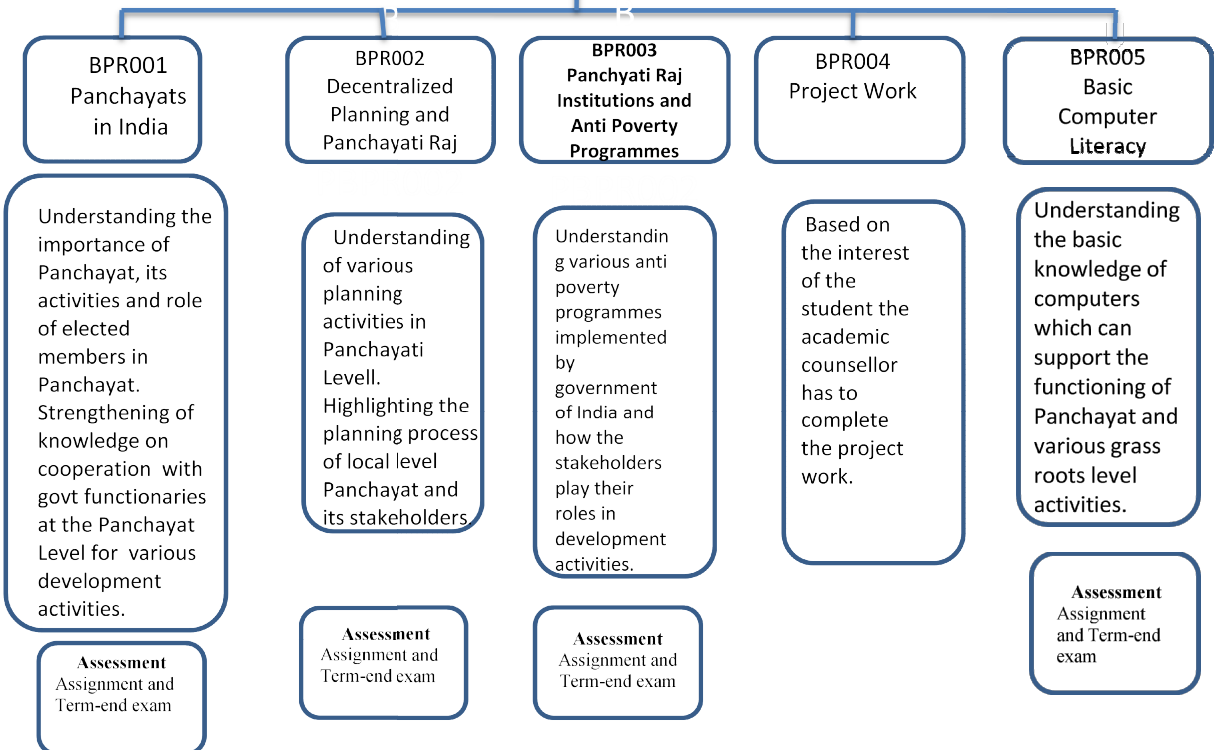 P
B
BPR001
Panchayats
in India
BPR002
Decentralized
Planning and
Panchayati Raj
BPR003
Panchyati Raj
Institutions and
Anti Poverty
Programmes
BPR004
Project Work
BPR005
Basic
Computer
Literacy
Understanding the
importance of
Panchayat, its
activities and role
of elected
members in
Panchayat.
Strengthening of
knowledge on
cooperation with
govt functionaries
at the Panchayat
Level for various
development
activities.
Understanding
of various
planning
activities in
Panchayati
Levell.
Highlighting the
planning process
of local level
Panchayat and
its stakeholders.
Understandin
g various anti
poverty
programmes
implemented
by
government
of India and
how the
stakeholders
play their
roles in
development
activities.
Based on
the interest
of the
student the
academic
counsellor
has to
complete
the project
work.
Understanding
the basic
knowledge of
computers
which can
support the
functioning of
Panchayat and
various grass
roots level
activities.
Assessment
Assignment and
Term-end exam
Assessment
Assignment and
Term-end exam
Assessment
Assignment and
Term-end exam
Assessment
Assignment
and Term-end
exam